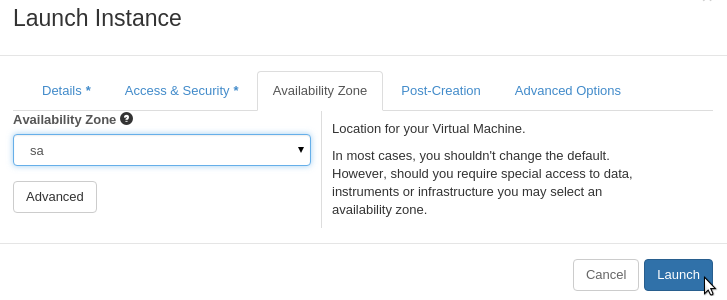 Launch Instance
Details *
Access & Security *
Availability Zone
Post-Creation
Advanced Options
Availability Zone ?
sa
Advanced
Location for your Virtual Machine.
In most cases, you shouldn't change the default.
However, should you require special access to data,
instruments or infrastructure you may select an
availability zone.
Cancel
Launch